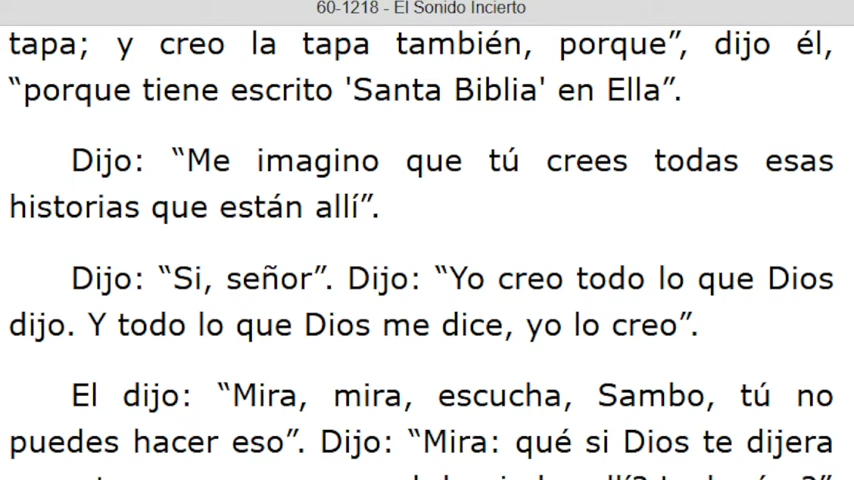 60-1218 - El Sonido Incierto
tapa; y creo la tapa también, porque”, dijo él,
“porque tiene escrito 'Santa Biblia' en Ella”.
Dijo: “Me imagino que tú crees todas esas
historias que están allí”.
Dijo: “Si, señor”. Dijo: “Yo creo todo lo que Dios
dijo. Y todo lo que Dios me dice, yo lo creo”.
El dijo: “Mira, mira, escucha, Sambo, tú no
puedes hacer eso”. Dijo: “Mira: qué si Dios te dijera